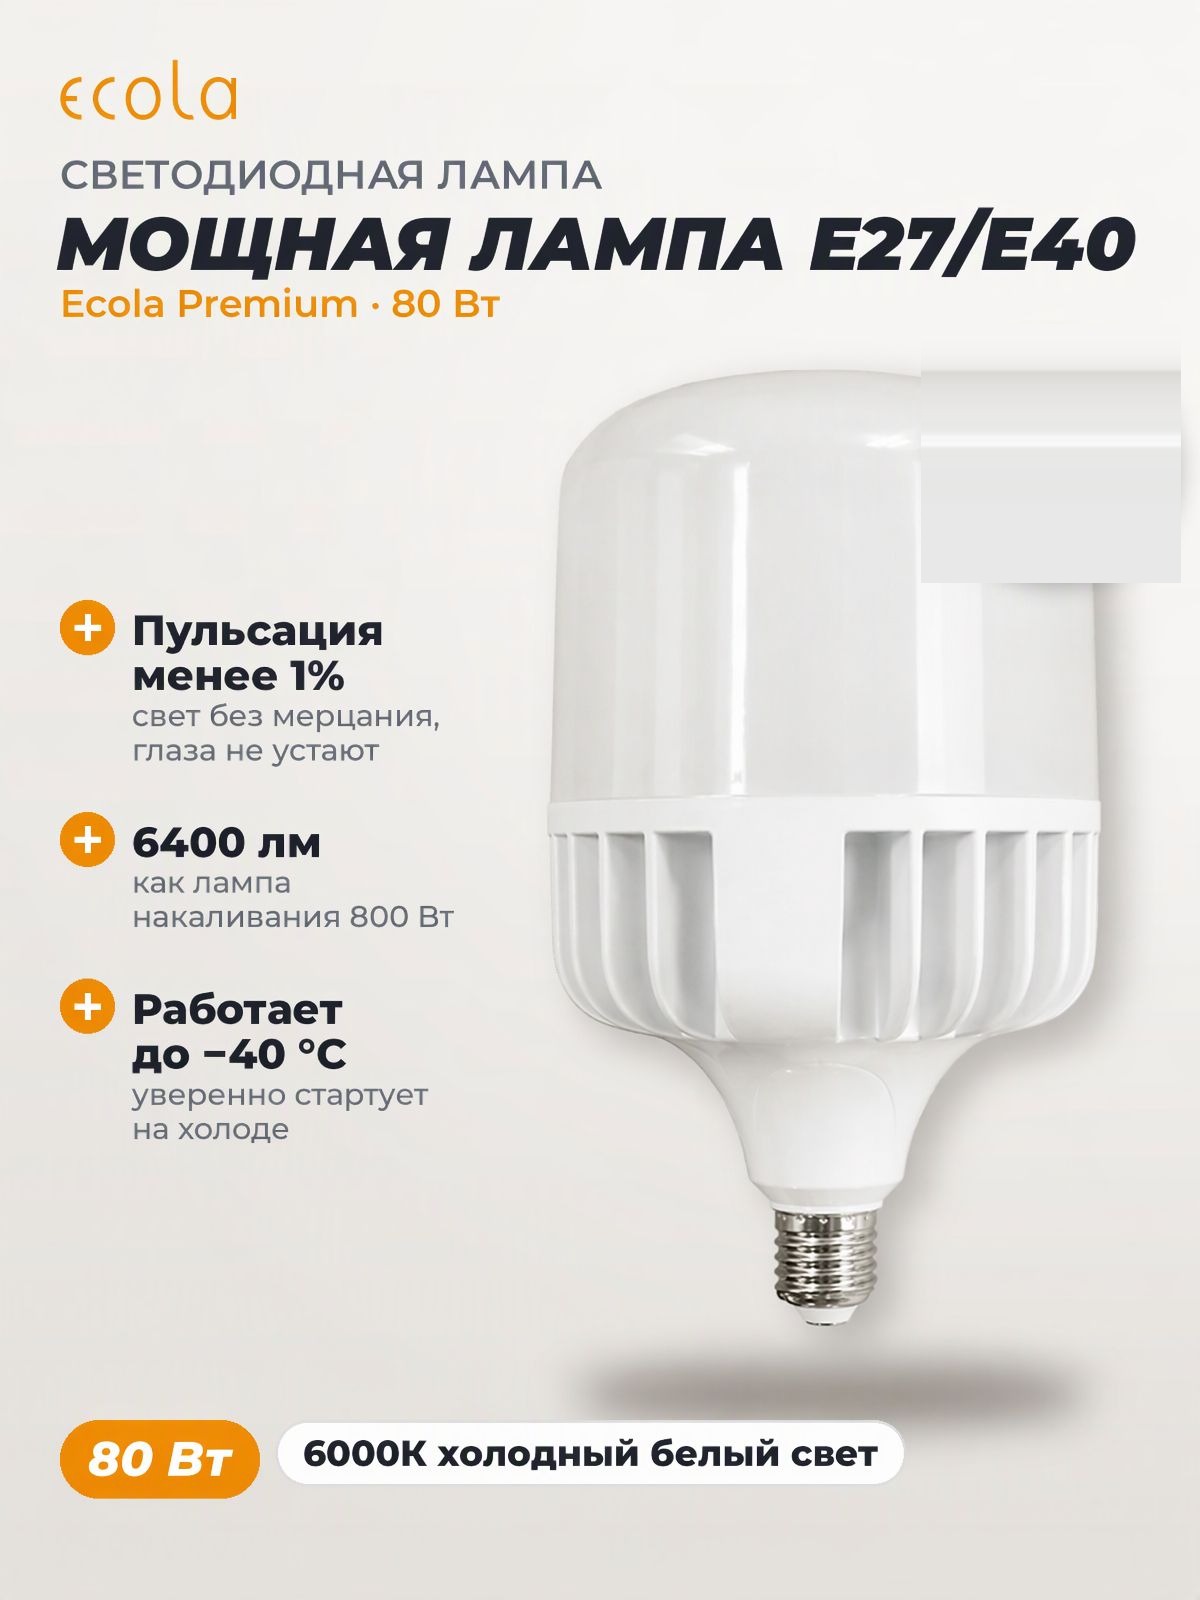 ecola
СВЕТОДИОДНАЯ ЛАМПА
МОЩНАЯ ЛАМПА E27/E40
Ecola Premium · 80 Вт
Пульсация
менее 1%
свет без мерцания,
глаза не устают
6400 лм
как лампа
накаливания 800 Вт
Работает
до −40 °C
уверенно стартует
на холоде
80 Вт
6000К холодный белый свет